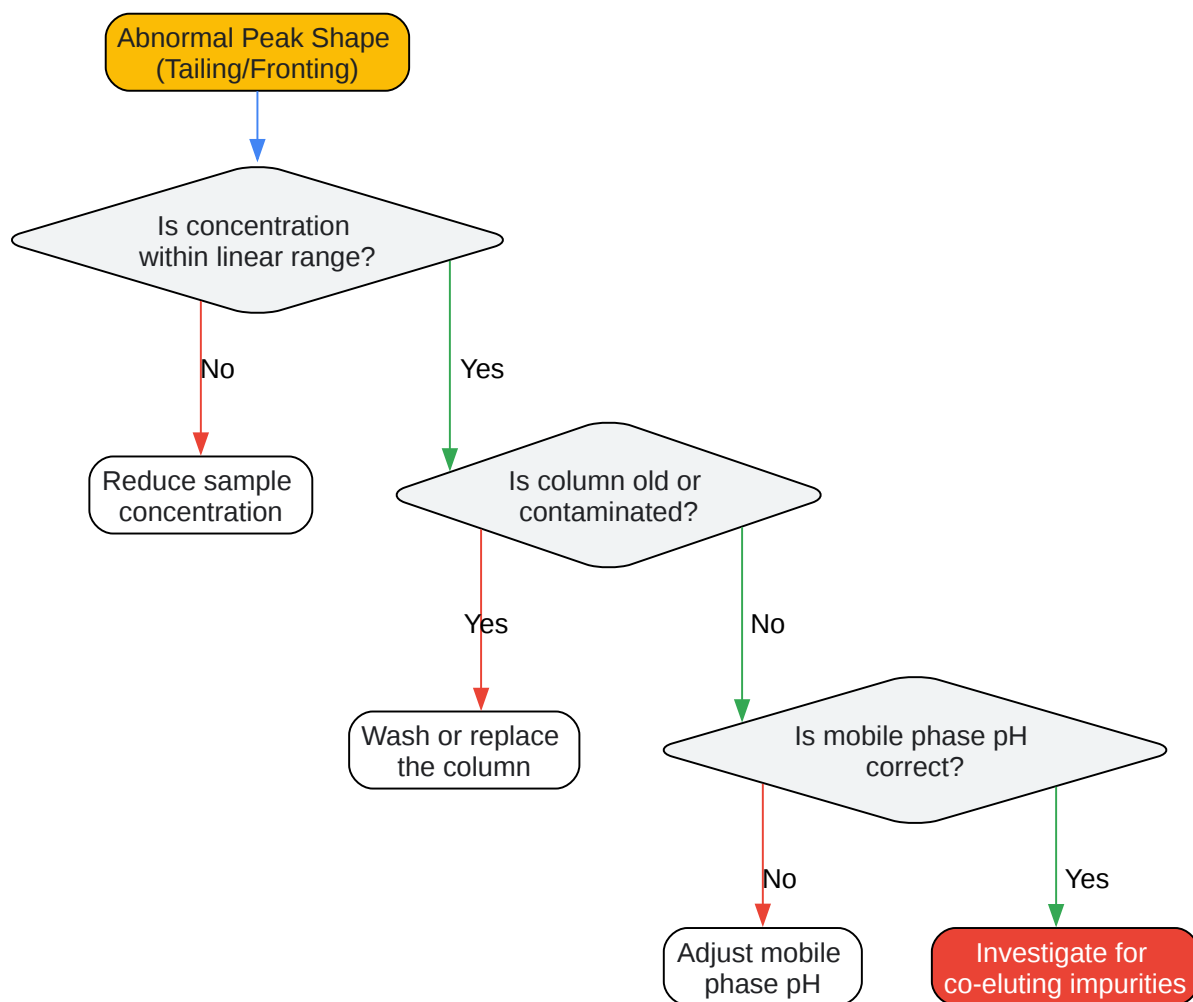 Abnormal Peak Shape
(Tailing/Fronting)
Is concentration
within linear range?
No
Yes
Reduce sample
concentration
Is column old or
contaminated?
Yes
No
Wash or replace
the column
Is mobile phase pH
correct?
No
Yes
Adjust mobile
phase pH
Investigate for
co-eluting impurities